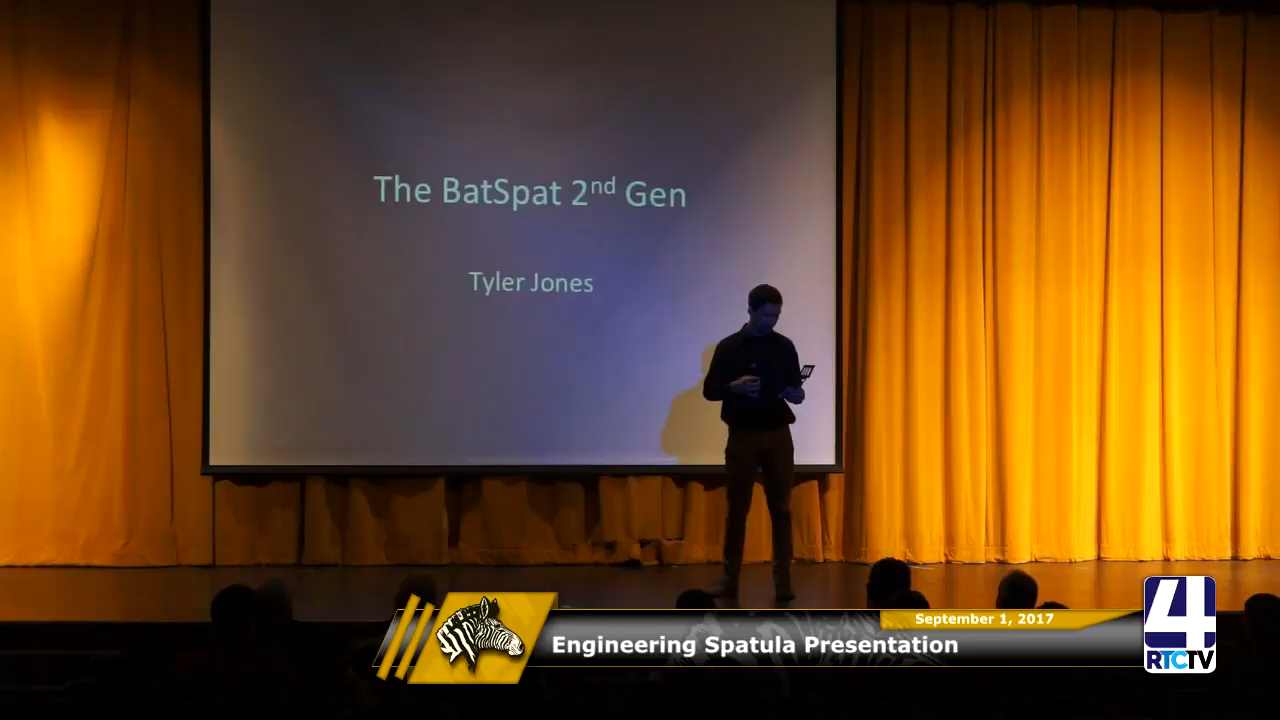 The BatSpat 2nd Gen
Tyler Jones
September 1, 2017
Engineering Spatula Presentation
4
RTCTV